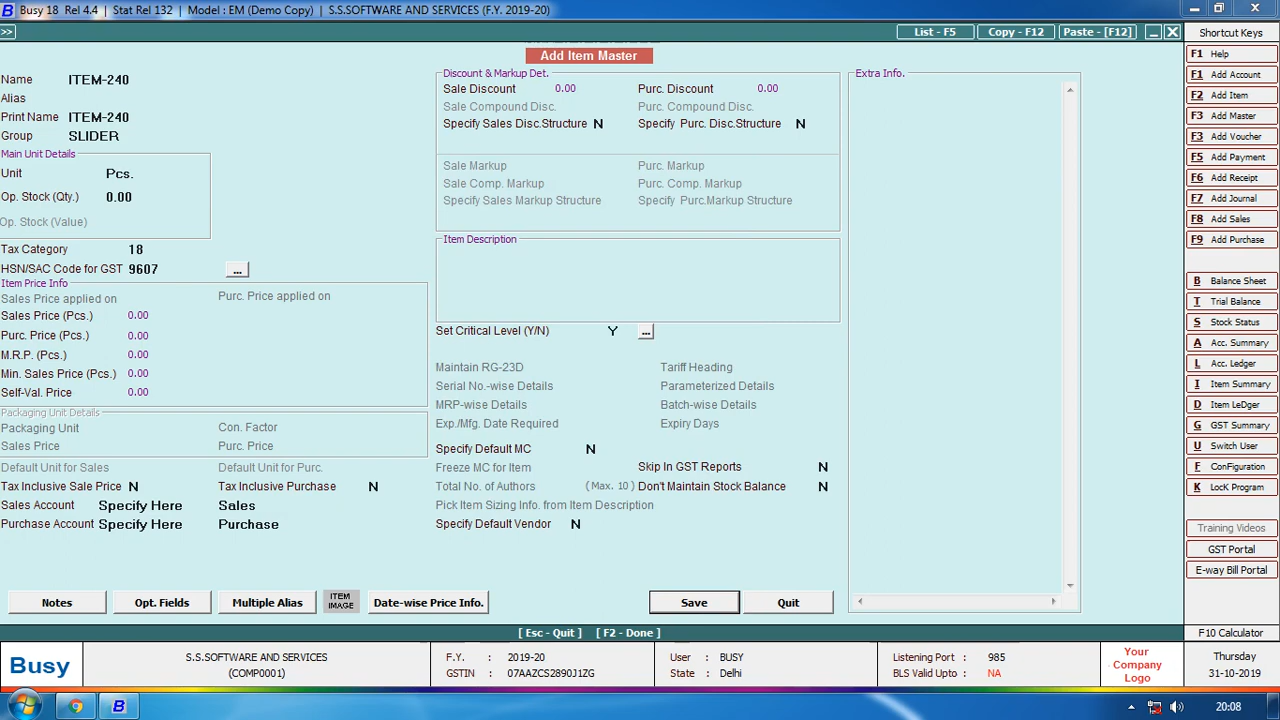 Busy 18 Rel 4.4 | Stat Rel 132 | Model : EM (Demo Copy) | S.S.SOFTWARE AND SERVICES (F.Y. 2019-20)
>> List - F5 Copy - F12 Paste - [F12]
Add Item Master
Name ITEM-240
Alias
Print Name ITEM-240
Group SLIDER
Main Unit Details
Unit Pcs.
Op. Stock (Qty.) 0.00
Op. Stock (Value)
Tax Category 18
HSN/SAC Code for GST 9607 ...
Item Price Info
Sales Price applied on Purc. Price applied on
Sales Price (Pcs.) 0.00
Purc. Price (Pcs.) 0.00
M.R.P. (Pcs.) 0.00
Min. Sales Price (Pcs.) 0.00
Self-Val. Price 0.00
Packaging Unit Details
Packaging Unit Con. Factor
Sales Price Purc. Price
Default Unit for Sales Default Unit for Purc.
Tax Inclusive Sale Price N Tax Inclusive Purchase N
Sales Account Specify Here Sales
Purchase Account Specify Here Purchase
Discount & Markup Det.
Sale Discount 0.00 Purc. Discount 0.00
Sale Compound Disc. Purc. Compound Disc.
Specify Sales Disc.Structure N Specify Purc. Disc.Structure N
Sale Markup Purc. Markup
Sale Comp. Markup Purc. Comp. Markup
Specify Sales Markup Structure Specify Purc.Markup Structure
Item Description
Set Critical Level (Y/N) Y ...
Maintain RG-23D Tariff Heading
Serial No.-wise Details Parameterized Details
MRP-wise Details Batch-wise Details
Exp./Mfg. Date Required Expiry Days
Specify Default MC N
Freeze MC for Item Skip In GST Reports N
Total No. of Authors (Max. 10) Don't Maintain Stock Balance N
Pick Item Sizing Info. from Item Description
Specify Default Vendor N
Extra Info.
Notes Opt. Fields Multiple Alias ITEM IMAGE Date-wise Price Info. Save Quit
[ Esc - Quit ] [ F2 - Done ]
Shortcut Keys
F1 Help
F1 Add Account
F2 Add Item
F3 Add Master
F3 Add Voucher
F5 Add Payment
F6 Add Receipt
F7 Add Journal
F8 Add Sales
F9 Add Purchase
B Balance Sheet
T Trial Balance
S Stock Status
A Acc. Summary
L Acc. Ledger
I Item Summary
D Item LeDger
G GST Summary
U Switch User
F ConFiguration
K LocK Program
Training Videos
GST Portal
E-way Bill Portal
F10 Calculator
Busy
S.S.SOFTWARE AND SERVICES
(COMP0001)
F.Y. : 2019-20
GSTIN : 07AAZCS2890J1ZG
User : BUSY
State : Delhi
Listening Port : 985
BLS Valid Upto : NA
Your
Company
Logo
Thursday
31-10-2019
20:08